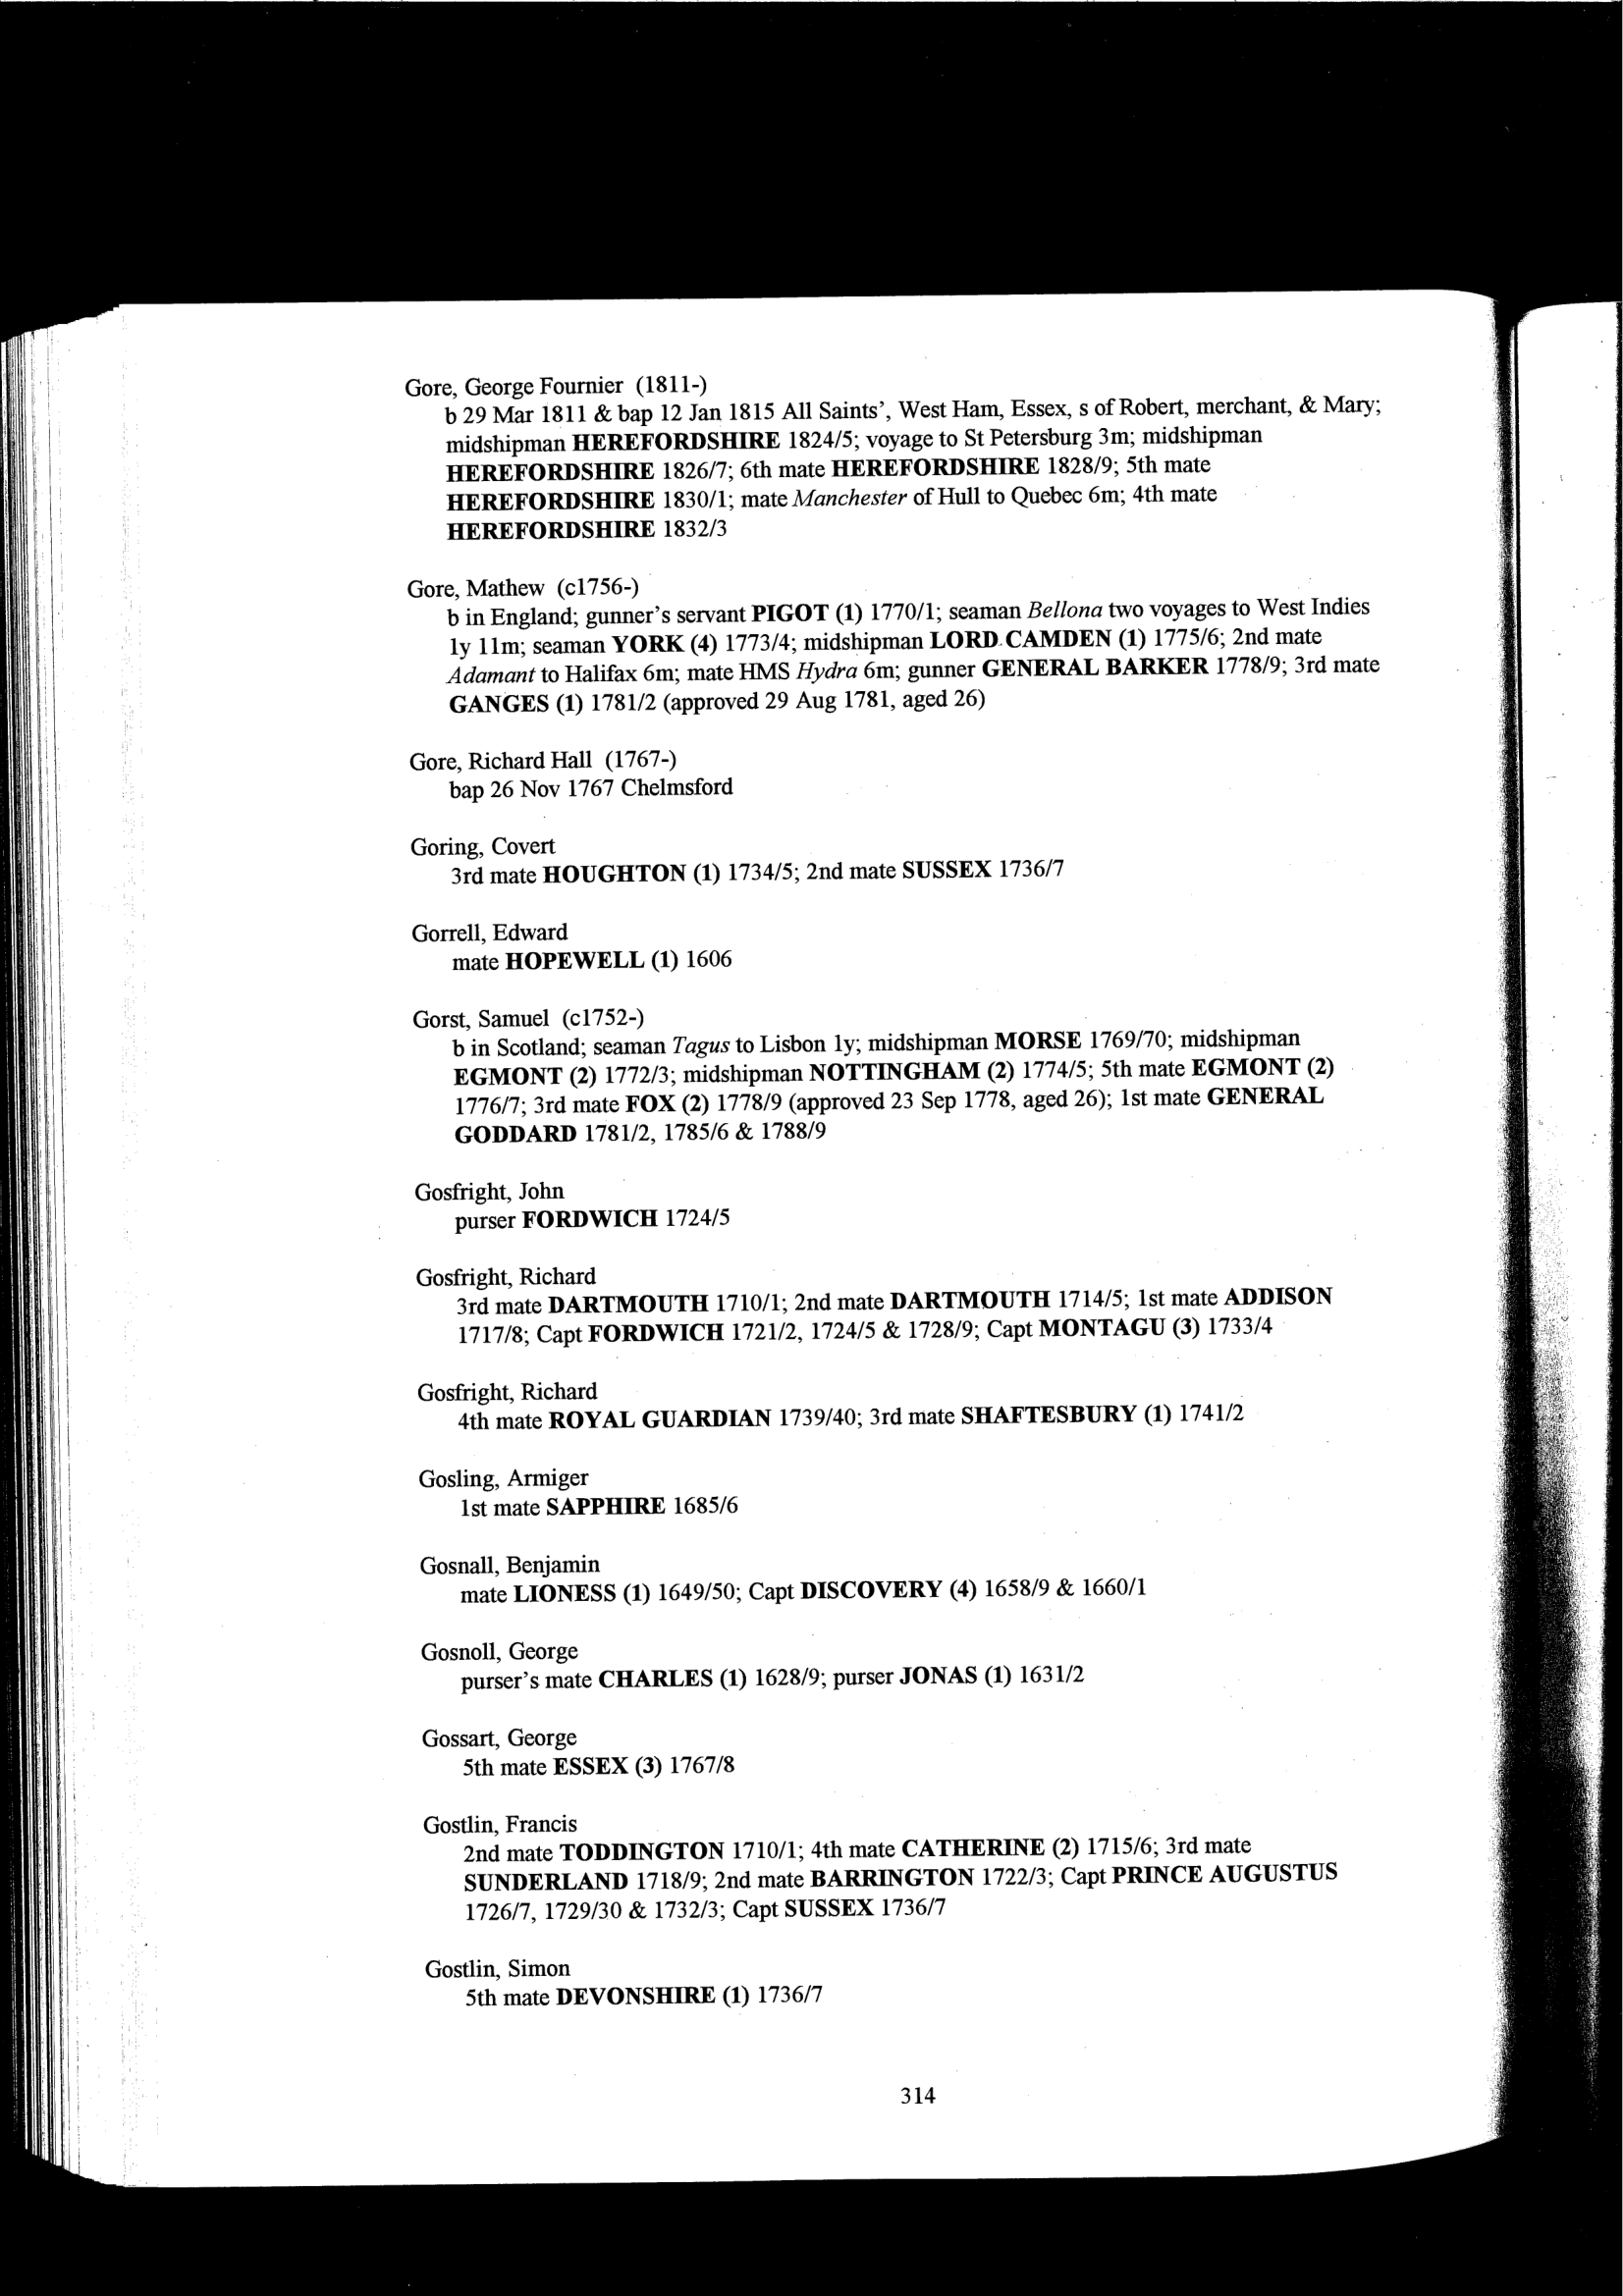 Gore, George Fournier (1811-)
b 29 Mar 1811 & bap 12 Jan 1815 All Saints', West Ham, Essex, s of Robert, merchant, & Mary;
midshipman HEREFORDSHIRE 1824/5; voyage to St Petersburg 3m; midshipman
HEREFORDSHIRE 1826/7; 6th mate HEREFORDSHIRE 1828/9; 5th mate
HEREFORDSHIRE 1830/1; mate Manchester of Hull to Quebec 6m; 4th mate
HEREFORDSHIRE 1832/3
Gore, Mathew (c1756-)
b in England; gunner's servant PIGOT (1) 1770/1; seaman Bellona two voyages to West Indies
1y 11m; seaman YORK (4) 1773/4; midshipman LORD CAMDEN (1) 1775/6; 2nd mate
Adamant to Halifax 6m; mate HMS Hydra 6m; gunner GENERAL BARKER 1778/9; 3rd mate
GANGES (1) 1781/2 (approved 29 Aug 1781, aged 26)
Gore, Richard Hall (1767-)
bap 26 Nov 1767 Chelmsford
Goring, Covert
3rd mate HOUGHTON (1) 1734/5; 2nd mate SUSSEX 1736/7
Gorrell, Edward
mate HOPEWELL (1) 1606
Gorst, Samuel (c1752-)
b in Scotland; seaman Tagus to Lisbon 1y; midshipman MORSE 1769/70; midshipman
EGMONT (2) 1772/3; midshipman NOTTINGHAM (2) 1774/5; 5th mate EGMONT (2)
1776/7; 3rd mate FOX (2) 1778/9 (approved 23 Sep 1778, aged 26); 1st mate GENERAL
GODDARD 1781/2, 1785/6 & 1788/9
Gosfright, John
purser FORDWICH 1724/5
Gosfright, Richard
3rd mate DARTMOUTH 1710/1; 2nd mate DARTMOUTH 1714/5; 1st mate ADDISON
1717/8; Capt FORDWICH 1721/2, 1724/5 & 1728/9; Capt MONTAGU (3) 1733/4
Gosfright, Richard
4th mate ROYAL GUARDIAN 1739/40; 3rd mate SHAFTESBURY (1) 1741/2
Gosling, Armiger
1st mate SAPPHIRE 1685/6
Gosnall, Benjamin
mate LIONESS (1) 1649/50; Capt DISCOVERY (4) 1658/9 & 1660/1
Gosnoll, George
purser's mate CHARLES (1) 1628/9; purser JONAS (1) 1631/2
Gossart, George
5th mate ESSEX (3) 1767/8
Gostlin, Francis
2nd mate TODDINGTON 1710/1; 4th mate CATHERINE (2) 1715/6; 3rd mate
SUNDERLAND 1718/9; 2nd mate BARRINGTON 1722/3; Capt PRINCE AUGUSTUS
1726/7, 1729/30 & 1732/3; Capt SUSSEX 1736/7
Gostlin, Simon
5th mate DEVONSHIRE (1) 1736/7
314